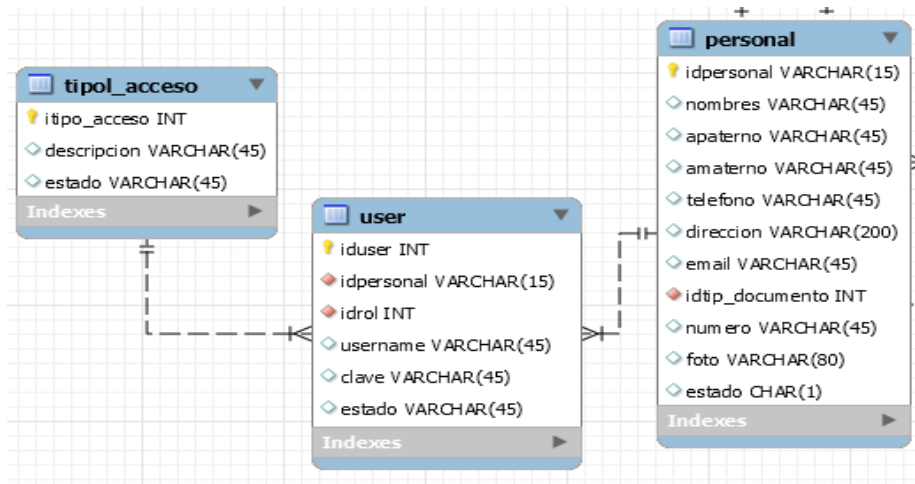 tipol_acceso
itipo_acceso INT
descripcion VARCHAR(45)
estado VARCHAR(45)
Indexes
user
iduser INT
idpersonal VARCHAR(15)
idrol INT
username VARCHAR(45)
clave VARCHAR(45)
estado VARCHAR(45)
Indexes
personal
idpersonal VARCHAR(15)
nombres VARCHAR(45)
apaterno VARCHAR(45)
amaterno VARCHAR(45)
telefono VARCHAR(45)
direccion VARCHAR(200)
email VARCHAR(45)
idtip_documento INT
numero VARCHAR(45)
foto VARCHAR(80)
estado CHAR(1)
Indexes